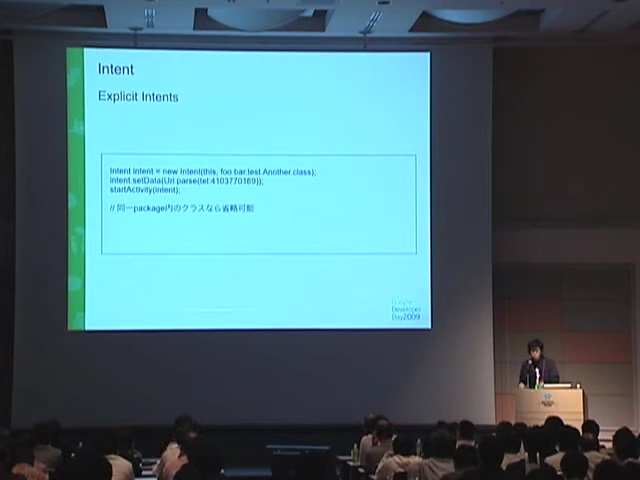 Intent
Explicit Intents
Intent intent = new Intent(this, foo.bar.test.Another.class);
intent.setData(Uri.parse(tel:4103770169));
startActivity(intent);
// 同一package内のクラスなら省略可能
Google
Developer
Day2009